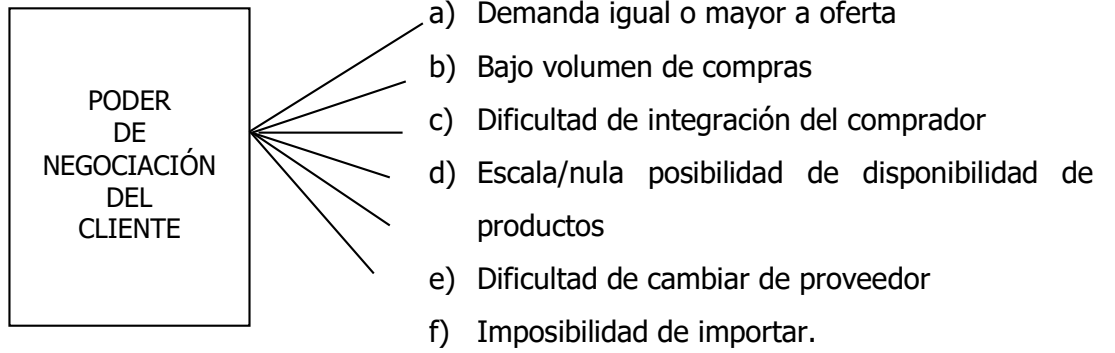 PODER
DE
NEGOCIACIÓN
DEL
CLIENTE
a) Demanda igual o mayor a oferta
b) Bajo volumen de compras
c) Dificultad de integración del comprador
d) Escala/nula posibilidad de disponibilidad de
productos
e) Dificultad de cambiar de proveedor
f) Imposibilidad de importar.